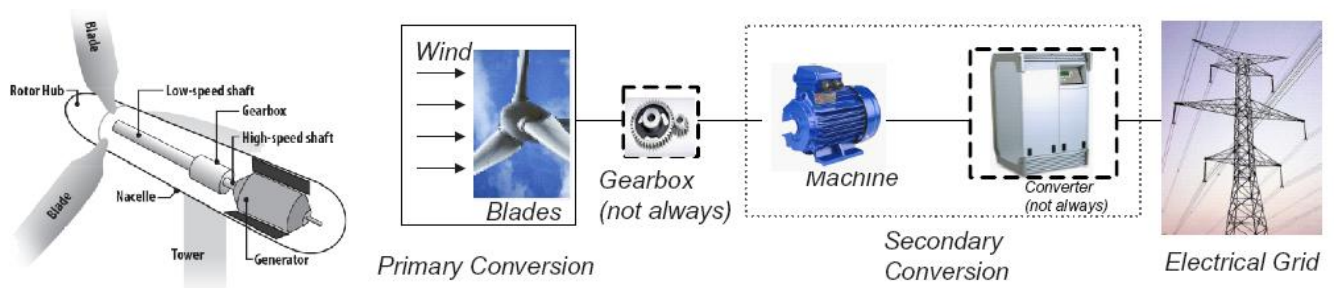 Blade
Rotor Hub
Low-speed shaft
Gearbox
High-speed shaft
Blade
Nacelle
Tower
Generator
Wind
Blades
Primary Conversion
Gearbox
(not always)
Machine
Converter
(not always)
Secondary
Conversion
Electrical Grid